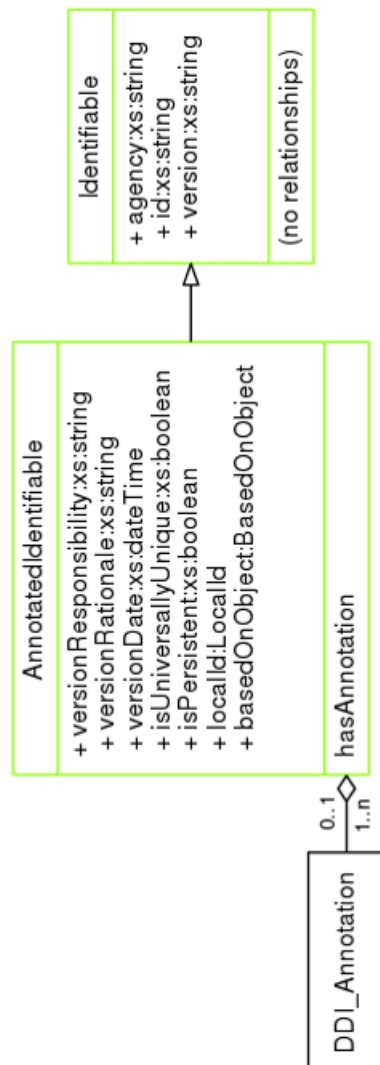 Identifiable
+ agency:xs:string
+ id:xs:string
+ version:xs:string
(no relationships)
AnnotatedIdentifiable
+ versionResponsibility:xs:string
+ versionRationale:xs:string
+ versionDate:xs:dateTime
+ isUniversallyUnique:xs:boolean
+ isPersistent:xs:boolean
+ localId:LocalId
+ basedOnObject:BasedOnObject
hasAnnotation
0..1
1..n
DDI_Annotation